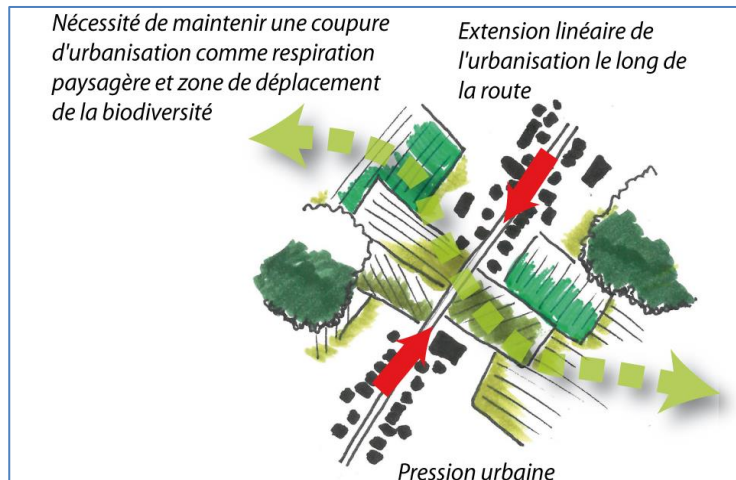 Nécessité de maintenir une coupure
d'urbanisation comme respiration
paysagère et zone de déplacement
de la biodiversité
Extension linéaire de
l'urbanisation le long de
la route
Pression urbaine